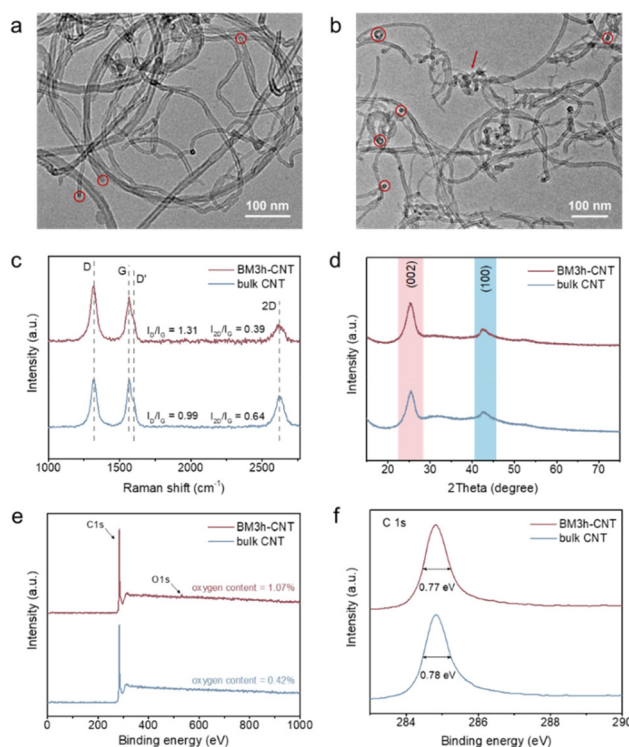 a
100 nm
b
100 nm
c
D
G
D'
2D
BM3h-CNT
bulk CNT
I_D/I_G = 1.31 I_2D/I_G = 0.39
I_D/I_G = 0.99 I_2D/I_G = 0.64
Intensity (a.u.)
1000 1500 2000 2500
Raman shift (cm⁻¹)
d
(002)
(100)
BM3h-CNT
bulk CNT
Intensity (a.u.)
20 30 40 50 60 70
2Theta (degree)
e
C1s
O1s
BM3h-CNT
bulk CNT
oxygen content = 1.07%
oxygen content = 0.42%
Intensity (a.u.)
0 200 400 600 800 1000
Binding energy (eV)
f
C 1s
BM3h-CNT
bulk CNT
0.77 eV
0.78 eV
Intensity (a.u.)
284 286 288 290
Binding energy (eV)